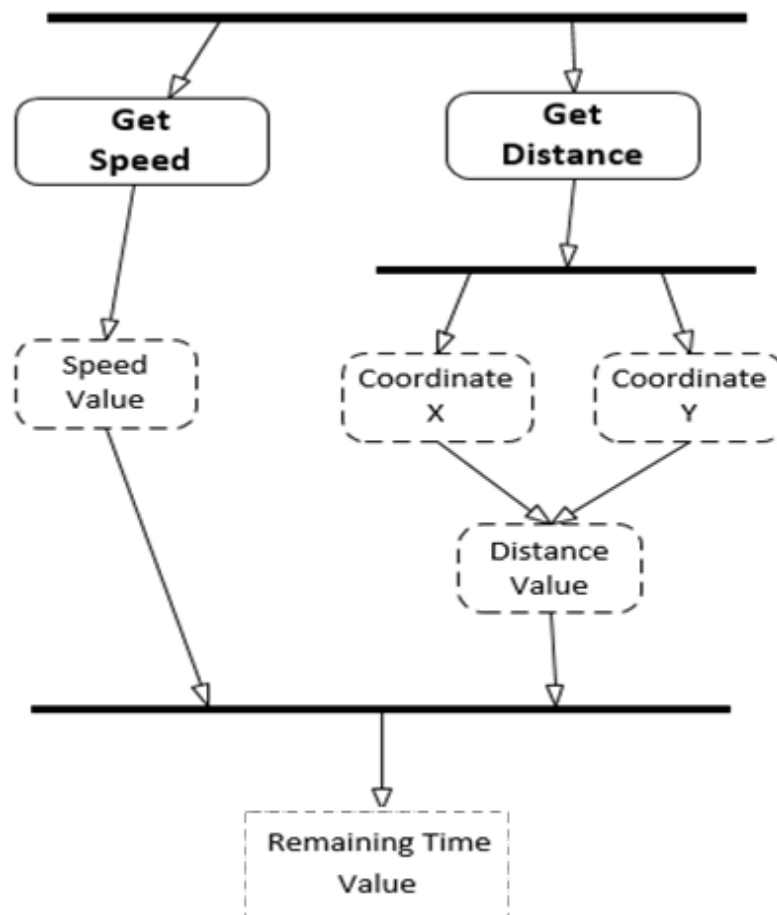 Get
Speed
Get
Distance
Speed
Value
Coordinate
X
Coordinate
Y
Distance
Value
Remaining Time
Value